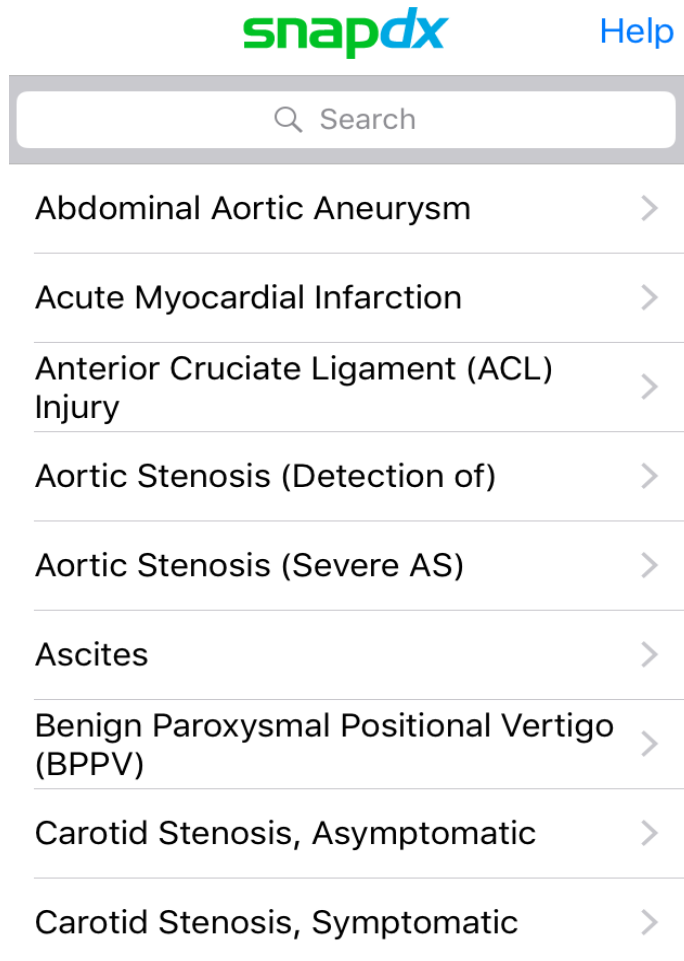 snapdx
Help
Search
Abdominal Aortic Aneurysm
Acute Myocardial Infarction
Anterior Cruciate Ligament (ACL)
Injury
Aortic Stenosis (Detection of)
Aortic Stenosis (Severe AS)
Ascites
Benign Paroxysmal Positional Vertigo
(BPPV)
Carotid Stenosis, Asymptomatic
Carotid Stenosis, Symptomatic